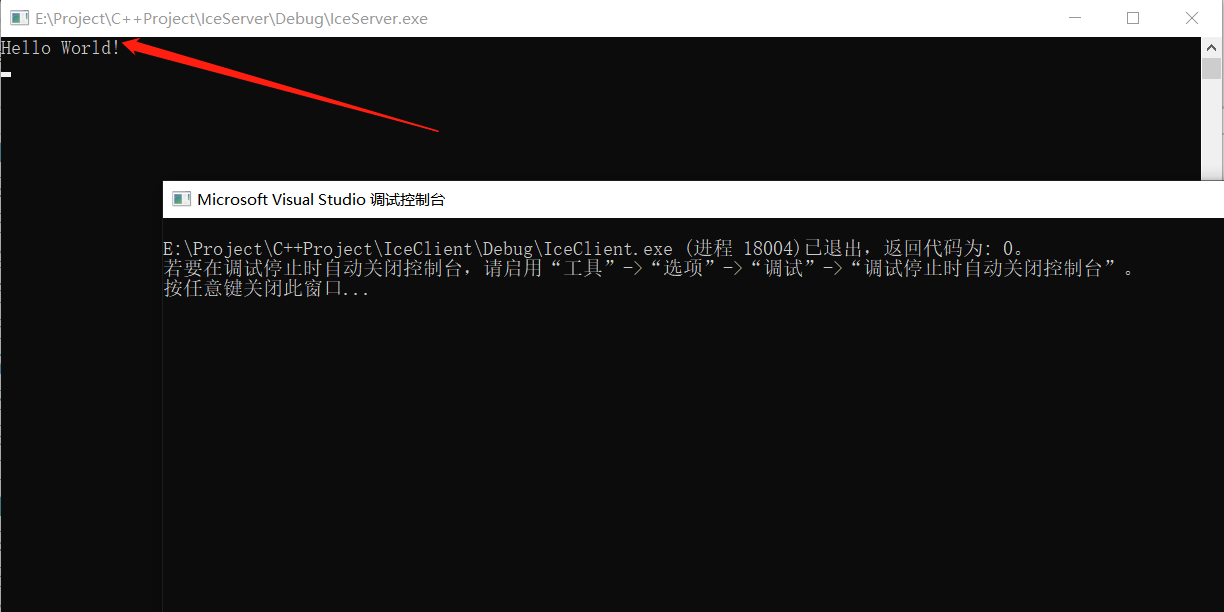 E:\Project\C++Project\IceServer\Debug\IceServer.exe
Hello World!
Microsoft Visual Studio 调试控制台
E:\Project\C++Project\IceClient\Debug\IceClient.exe (进程 18004)已退出，返回代码为: 0。
若要在调试停止时自动关闭控制台，请启用“工具”->“选项”->“调试”->“调试停止时自动关闭控制台”。
按任意键关闭此窗口...